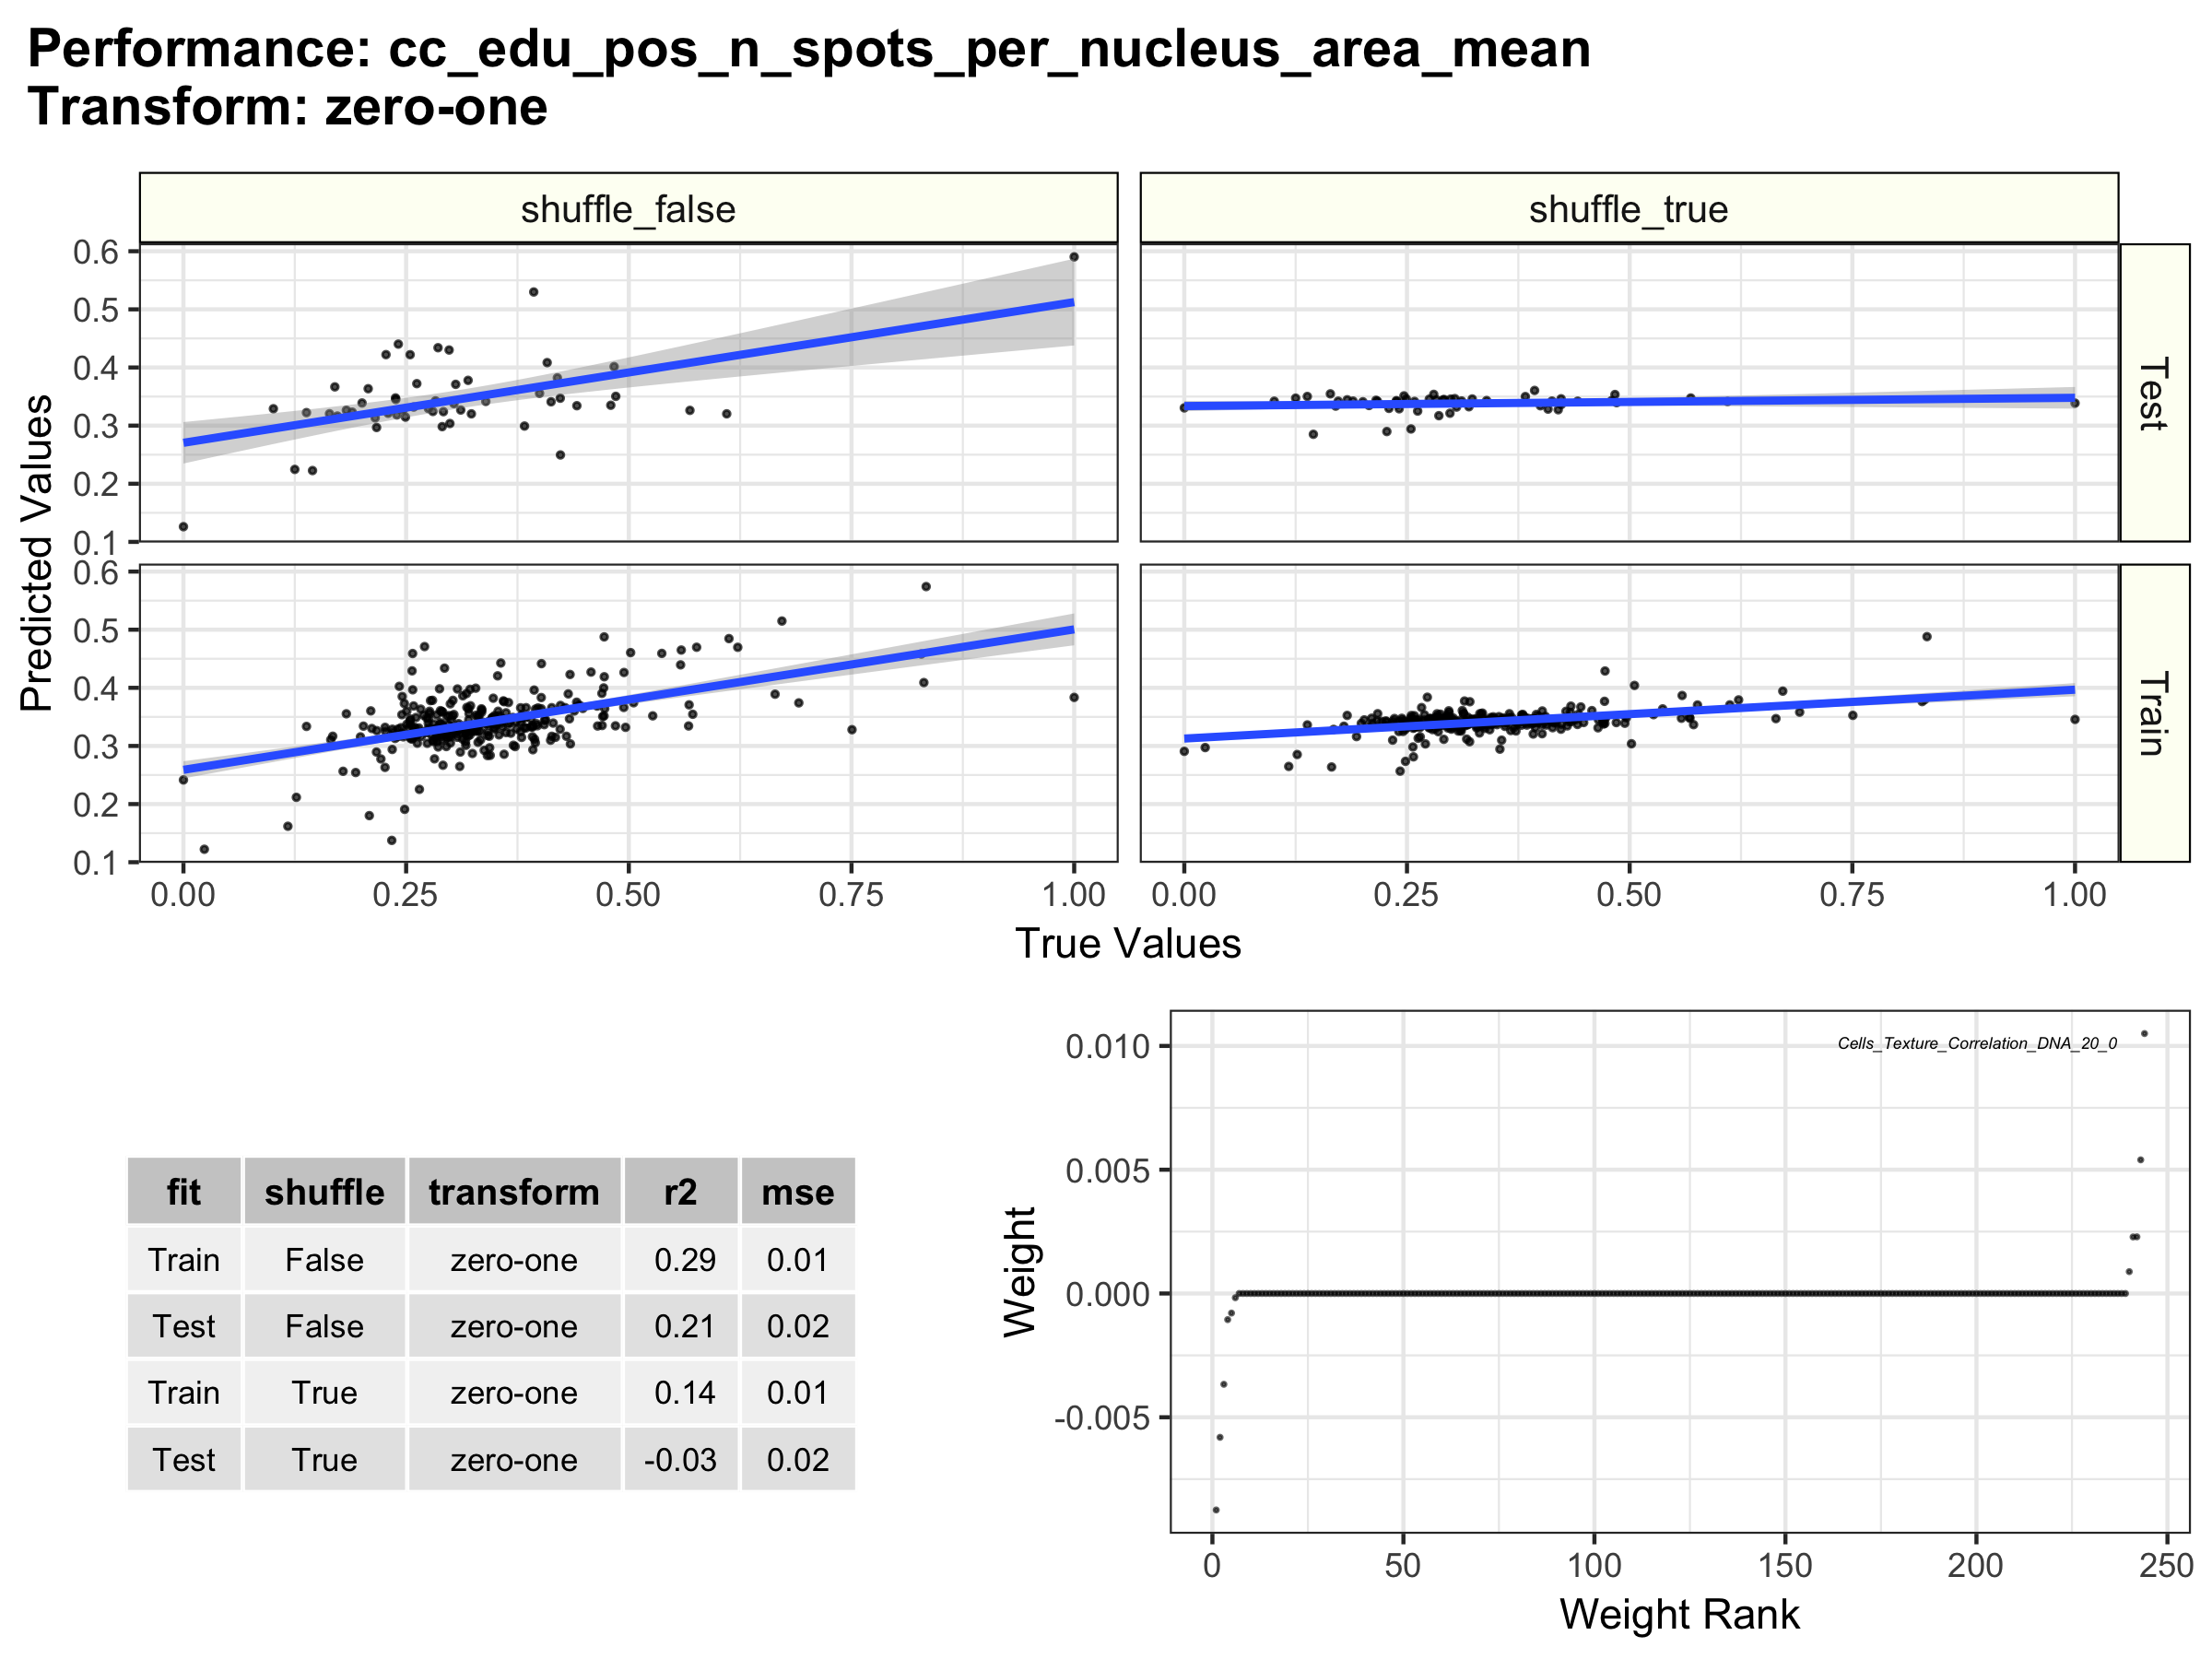 Performance: cc_edu_pos_n_spots_per_nucleus_area_mean
Transform: zero-one
shuffle_false
shuffle_true
0.6
0.5
0.4
0.3
0.2
0.1
Test
0.6
0.5
0.4
0.3
0.2
0.1
Train
Predicted Values
0.00 0.25 0.50 0.75 1.00
0.00 0.25 0.50 0.75 1.00
True Values
fit shuffle transform r2 mse
Train False zero-one 0.29 0.01
Test False zero-one 0.21 0.02
Train True zero-one 0.14 0.01
Test True zero-one -0.03 0.02
Cells_Texture_Correlation_DNA_20_0
0.010
0.005
0.000
-0.005
Weight
0 50 100 150 200 250
Weight Rank